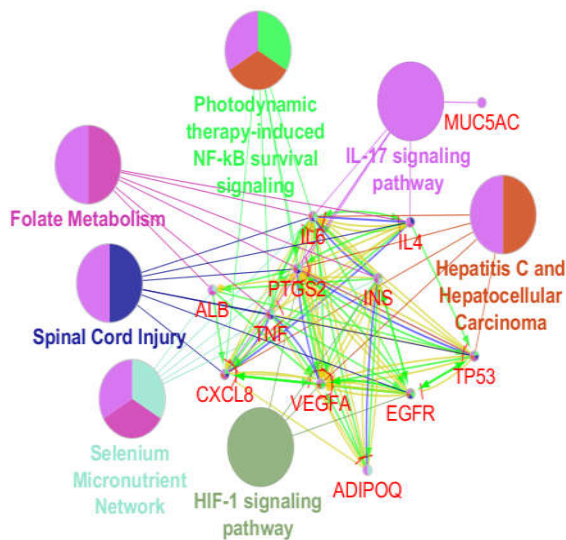 Photodynamic
therapy-induced
NF-kB survival
signaling
MUC5AC
IL-17 signaling
pathway
Folate Metabolism
IL6
IL4
Hepatitis C and
Hepatocellular
Carcinoma
PTGS2
INS
Spinal Cord Injury
ALB
TNF
TP53
CXCL8
VEGFA
EGFR
Selenium
Micronutrient
Network
HIF-1 signaling
pathway
ADIPOQ